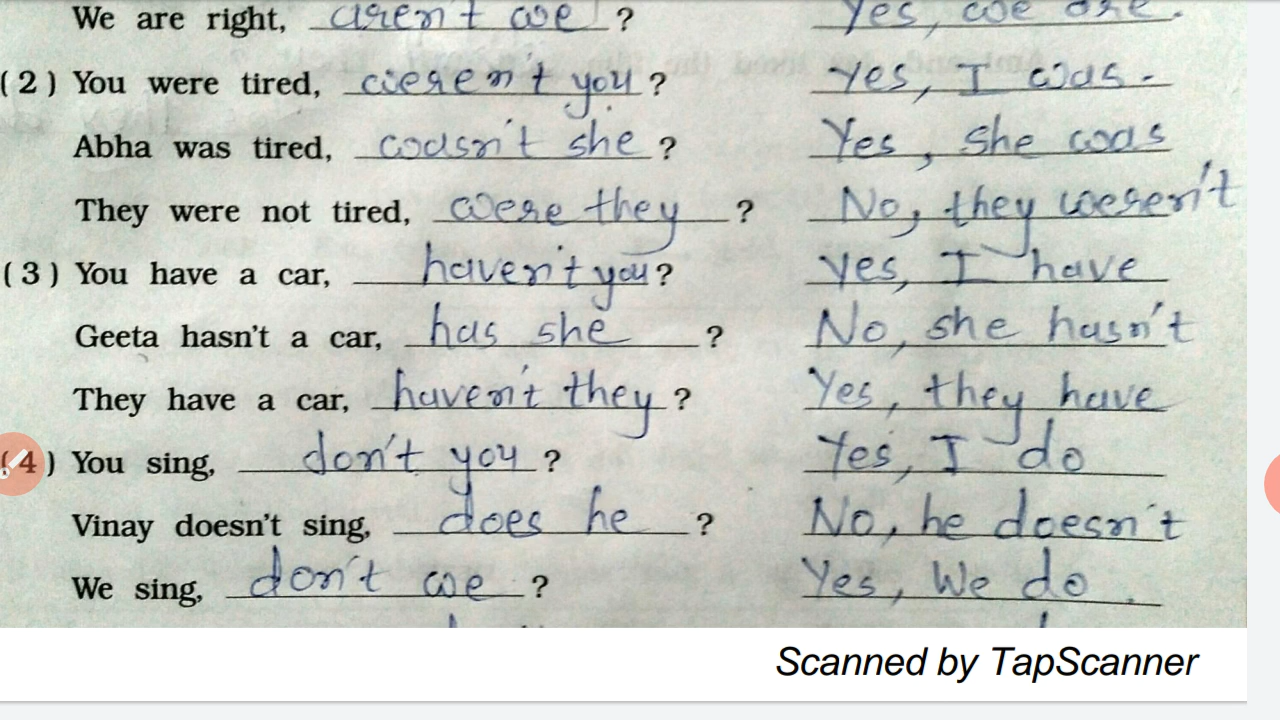 We are right, aren't we ? Yes, we are.
(2) You were tired, weren't you ? Yes, I was.
Abha was tired, wasn't she ? Yes, she was
They were not tired, were they ? No, they weren't
(3) You have a car, haven't you ? Yes, I have
Geeta hasn't a car, has she ? No, she hasn't
They have a car, haven't they ? Yes, they have
(4) You sing, don't you ? Yes, I do
Vinay doesn't sing, does he ? No, he doesn't
We sing, don't we ? Yes, We do.
Scanned by TapScanner